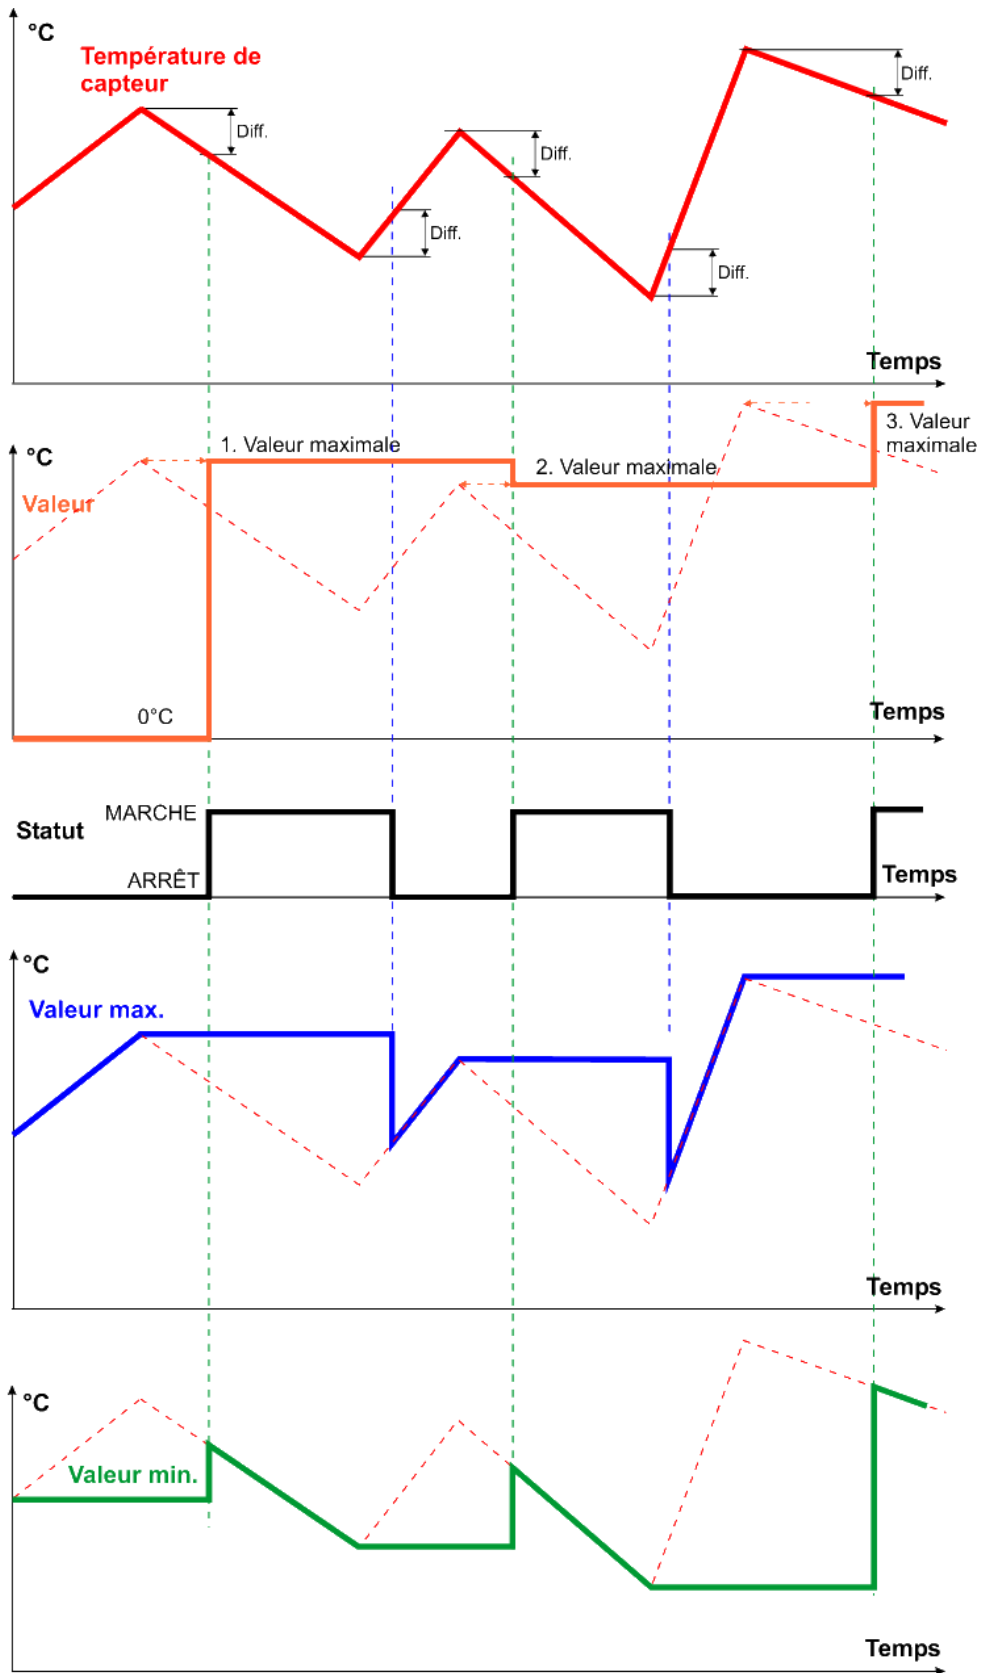 °C
Température de
capteur
Diff.
Diff.
Diff.
Diff.
Diff.
Temps
°C
Valeur
1. Valeur maximale
2. Valeur maximale
3. Valeur
maximale
0°C
Temps
Statut
MARCHE
ARRÊT
Temps
°C
Valeur max.
Temps
°C
Valeur min.
Temps